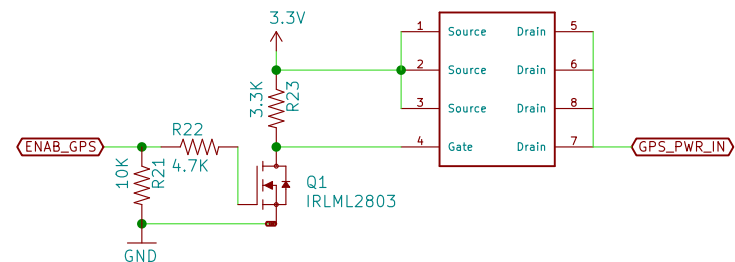 3.3V
1 Source Drain 5
2 Source Drain 6
3 Source Drain 8
4 Gate Drain 7
3.3K R23
ENAB_GPS
R22
4.7K
GPS_PWR_IN
10K R21
Q1
IRLML2803
GND